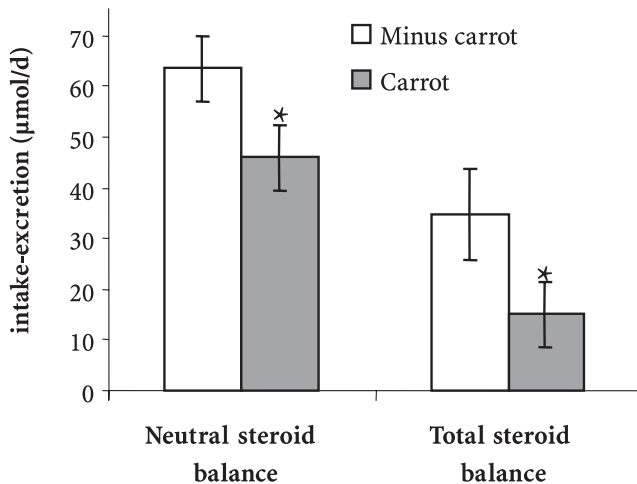 intake-excretion (µmol/d)
70
60
50
40
30
20
10
0
Minus carrot
Carrot
*
*
Neutral steroid
balance
Total steroid
balance